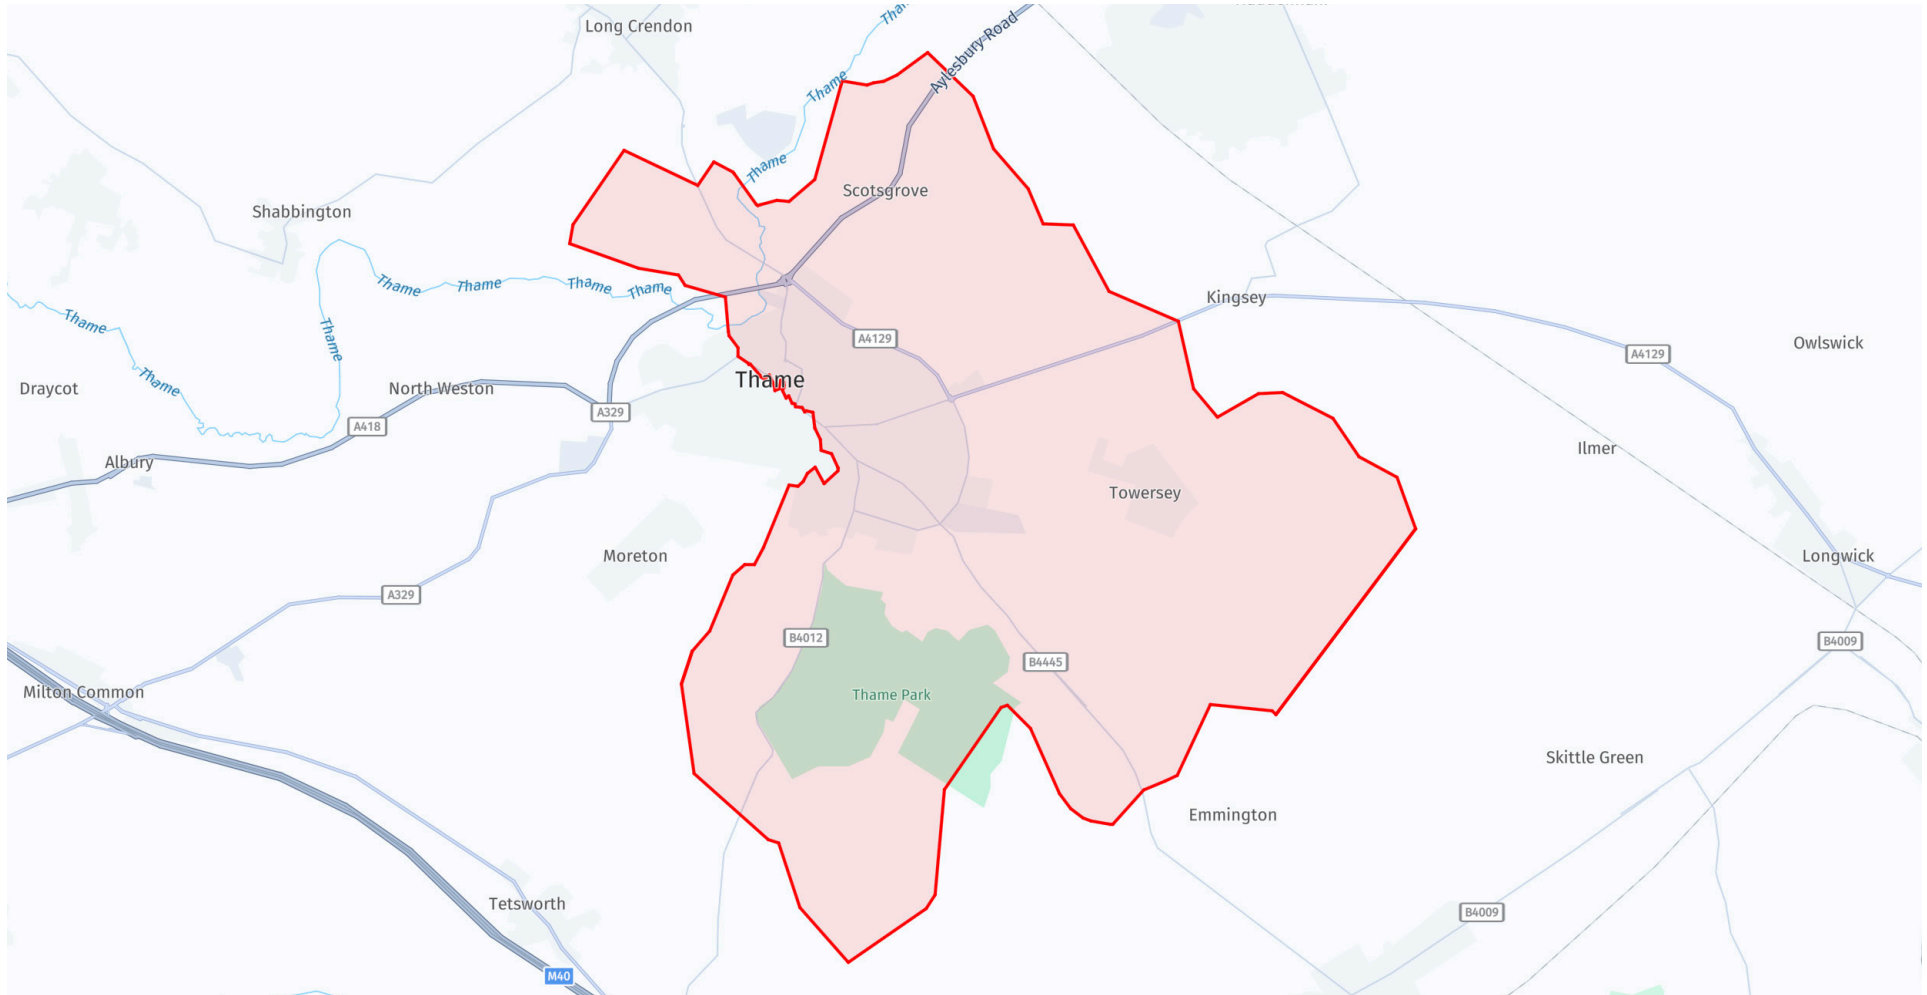 Long Crendon
Tham
Aylesbury Road
Thame
Thame
Scotsgrove
Shabbington
Thame
Thame
Thame
Thame
Kingsey
Thame
Thame
A4129
Owlswick
A4129
Thame
Thame
Draycot
North Weston
A329
A418
Ilmer
Albury
Towersey
Moreton
Longwick
A329
B4012
B4009
B4445
Milton Common
Thame Park
Skittle Green
Emmington
Tetsworth
B4009
M40